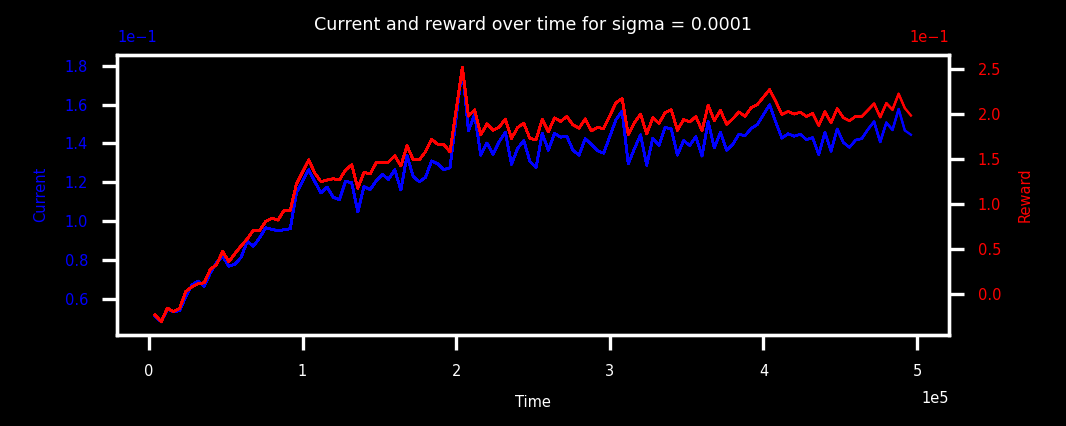 Current and reward over time for sigma = 0.0001
1e−1
1e−1
1.8
1.6
1.4
1.2
1.0
0.8
0.6
Current
2.5
2.0
1.5
1.0
0.5
0.0
Reward
0
1
2
3
4
5
1e5
Time